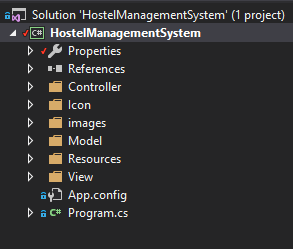 Solution 'HostelManagementSystem' (1 project)
C# HostelManagementSystem
Properties
References
Controller
Icon
images
Model
Resources
View
App.config
C# Program.cs